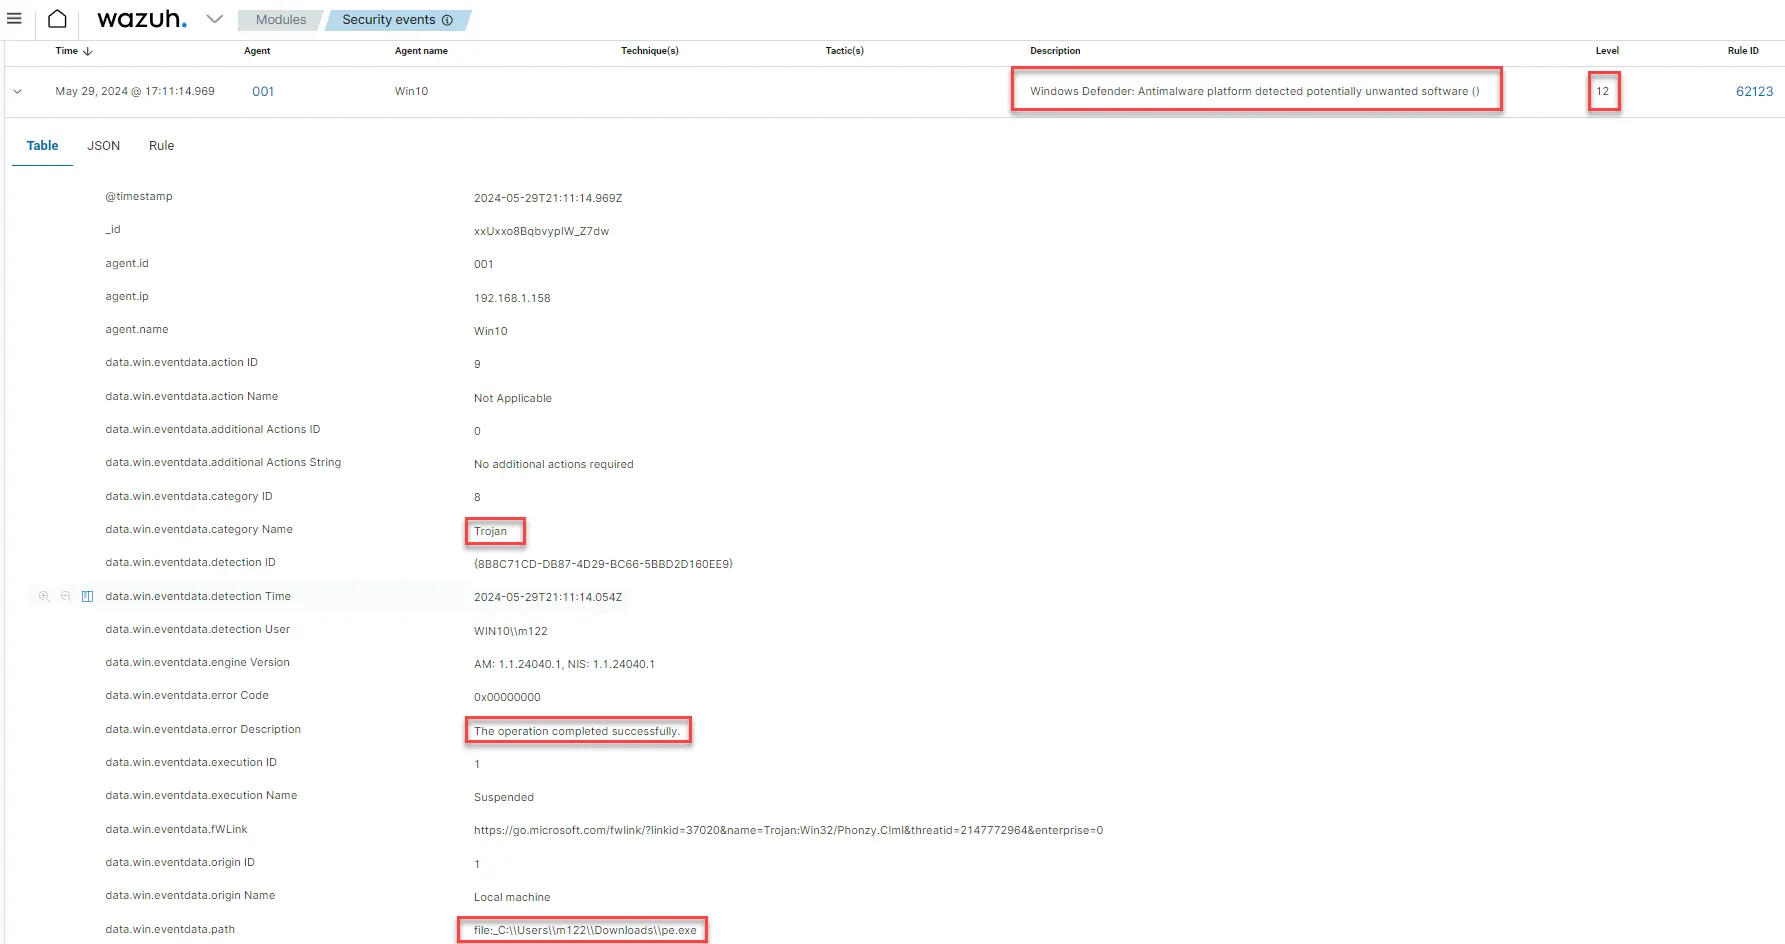 wazuh. Modules Security events
Time Agent Agent name Technique(s) Tactic(s) Description Level Rule ID
May 29, 2024 @ 17:11:14.969 001 Win10 Windows Defender: Antimalware platform detected potentially unwanted software () 12 62123
Table JSON Rule
@timestamp 2024-05-29T21:11:14.969Z
_id xxUxxo8BqbvyplW_Z7dw
agent.id 001
agent.ip 192.168.1.158
agent.name Win10
data.win.eventdata.action ID 9
data.win.eventdata.action Name Not Applicable
data.win.eventdata.additional Actions ID 0
data.win.eventdata.additional Actions String No additional actions required
data.win.eventdata.category ID 8
data.win.eventdata.category Name Trojan
data.win.eventdata.detection ID {8B8C71CD-DB87-4D29-BC66-5BBD2D160EE9}
data.win.eventdata.detection Time 2024-05-29T21:11:14.054Z
data.win.eventdata.detection User WIN10\\m122
data.win.eventdata.engine Version AM: 1.1.24040.1, NIS: 1.1.24040.1
data.win.eventdata.error Code 0x00000000
data.win.eventdata.error Description The operation completed successfully.
data.win.eventdata.execution ID 1
data.win.eventdata.execution Name Suspended
data.win.eventdata.fWLink https://go.microsoft.com/fwlink/?linkid=37020&name=Trojan:Win32/Phonzy.C!ml&threatid=2147772964&enterprise=0
data.win.eventdata.origin ID 1
data.win.eventdata.origin Name Local machine
data.win.eventdata.path file:_C:\\Users\\m122\\Downloads\\pe.exe